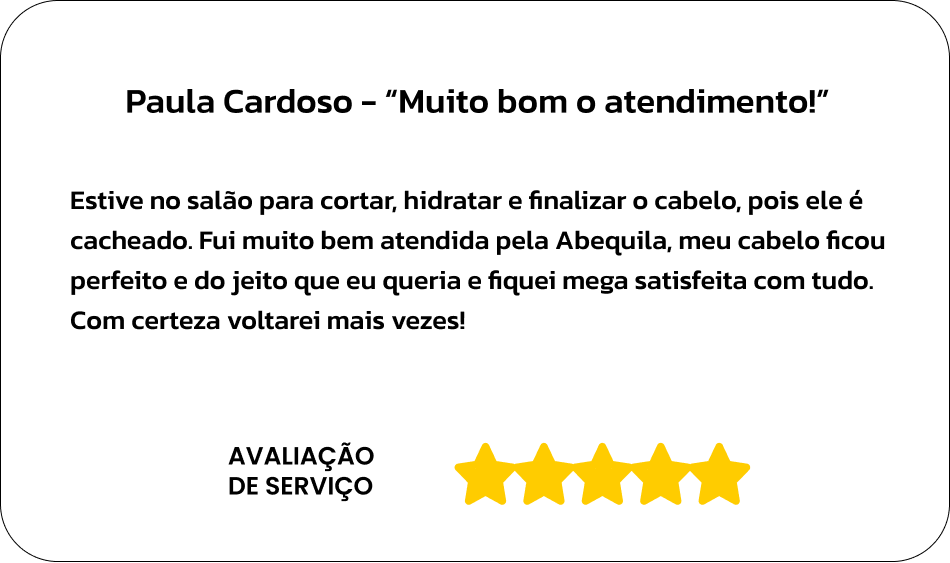 Paula Cardoso - “Muito bom o atendimento!”
Estive no salão para cortar, hidratar e finalizar o cabelo, pois ele é
cacheado. Fui muito bem atendida pela Abequila, meu cabelo ficou
perfeito e do jeito que eu queria e fiquei mega satisfeita com tudo.
Com certeza voltarei mais vezes!
AVALIAÇÃO
DE SERVIÇO